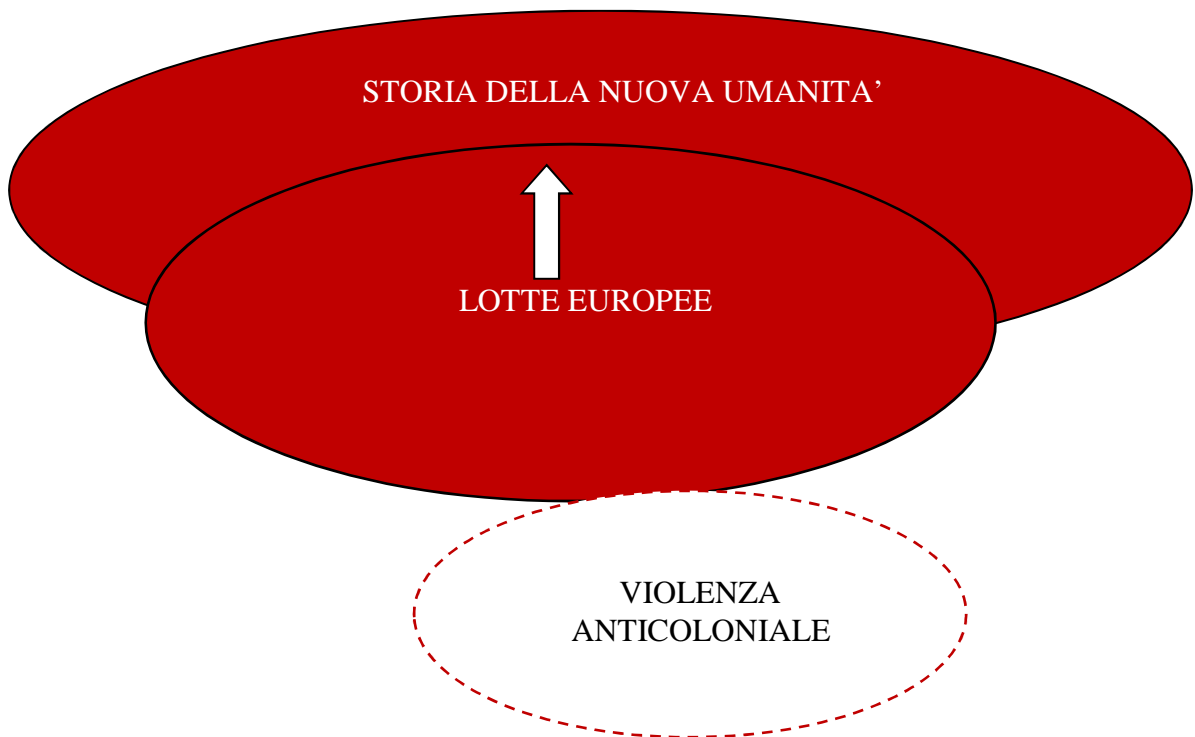 STORIA DELLA NUOVA UMANITA’
LOTTE EUROPEE
VIOLENZA
ANTICOLONIALE